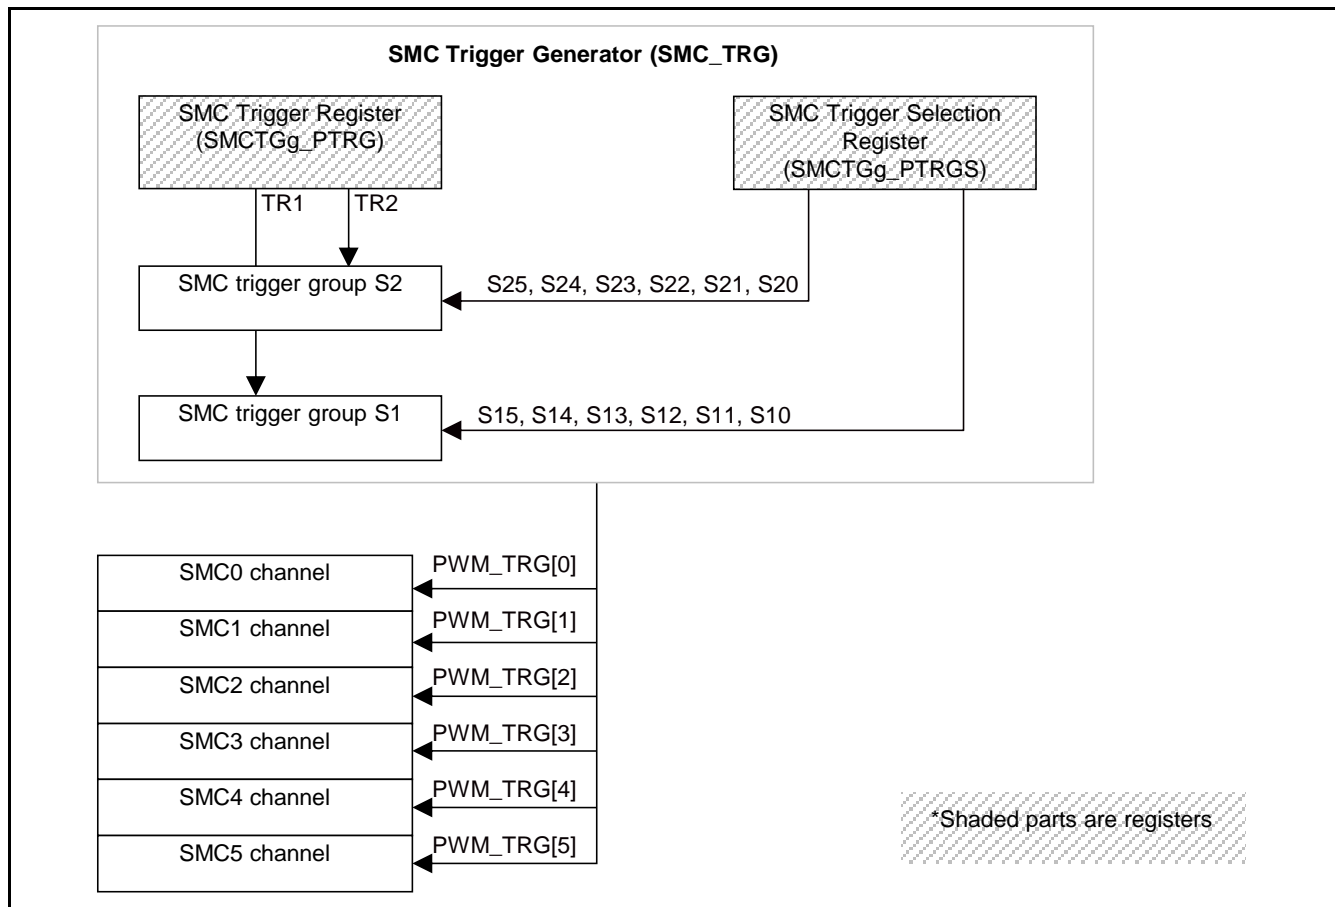 SMC Trigger Generator (SMC_TRG)
SMC Trigger Register
(SMCTGg_PTRG)
SMC Trigger Selection
Register
(SMCTGg_PTRGS)
TR1
TR2
SMC trigger group S2
S25, S24, S23, S22, S21, S20
SMC trigger group S1
S15, S14, S13, S12, S11, S10
SMC0 channel
PWM_TRG[0]
SMC1 channel
PWM_TRG[1]
SMC2 channel
PWM_TRG[2]
SMC3 channel
PWM_TRG[3]
SMC4 channel
PWM_TRG[4]
SMC5 channel
PWM_TRG[5]
*Shaded parts are registers